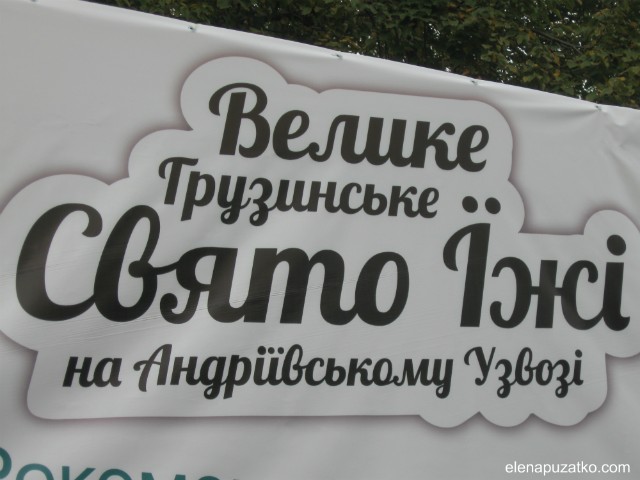 Велике
Грузинське
Свято Їжі
на Андріївському Узвозі
elenapuzatko.com